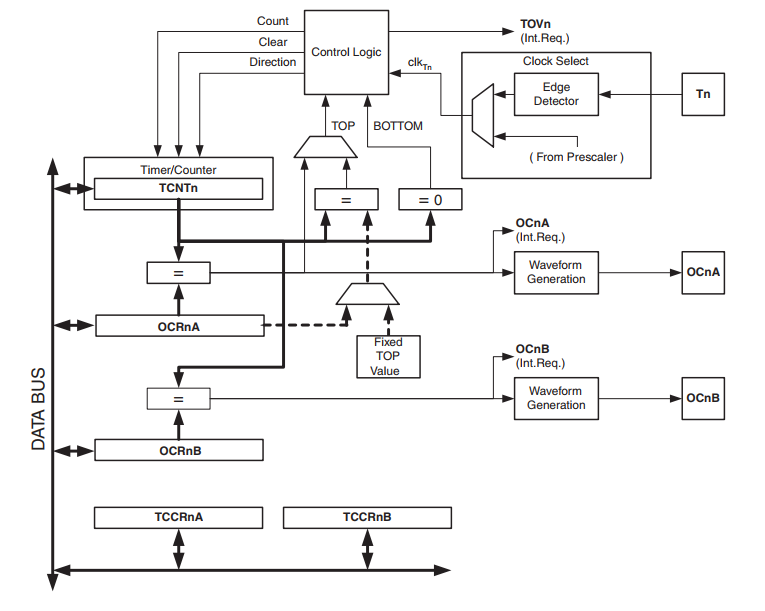 Count
Clear
Direction
Control Logic
TOVn
(Int.Req.)
clkTn
Clock Select
Edge
Detector
Tn
( From Prescaler )
TOP
BOTTOM
Timer/Counter
TCNTn
=
= 0
OCnA
(Int.Req.)
=
Waveform
Generation
OCnA
OCRnA
Fixed
TOP
Value
OCnB
(Int.Req.)
=
Waveform
Generation
OCnB
OCRnB
DATA BUS
TCCRnA
TCCRnB